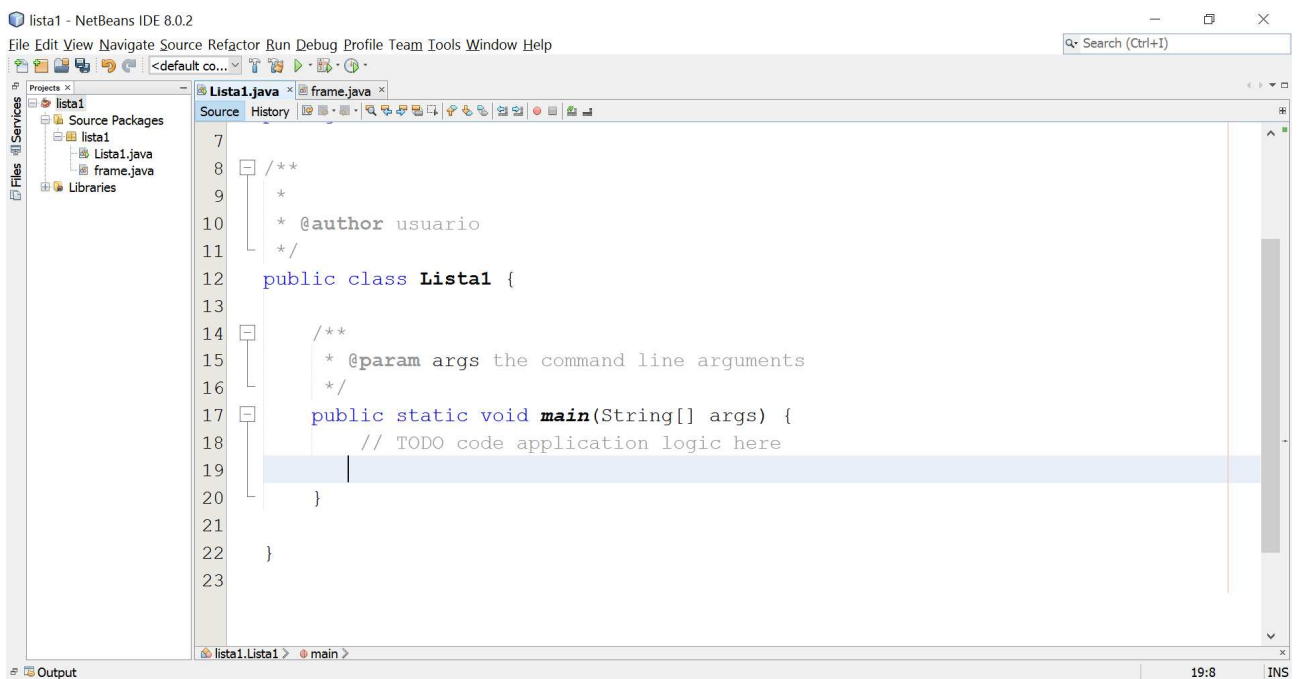 lista1 - NetBeans IDE 8.0.2
File Edit View Navigate Source Refactor Run Debug Profile Team Tools Window Help
Search (Ctrl+I)
<default co...
Projects
Lista1.java
frame.java
Services
Files
lista1
Source Packages
lista1
Lista1.java
frame.java
Libraries
Source History
7
8 /**
9 *
10 * @author usuario
11 */
12 public class Lista1 {
13
14 /**
15 * @param args the command line arguments
16 */
17 public static void main(String[] args) {
18 // TODO code application logic here
19
20 }
21
22 }
23
lista1.Lista1 main
Output
19:8 INS